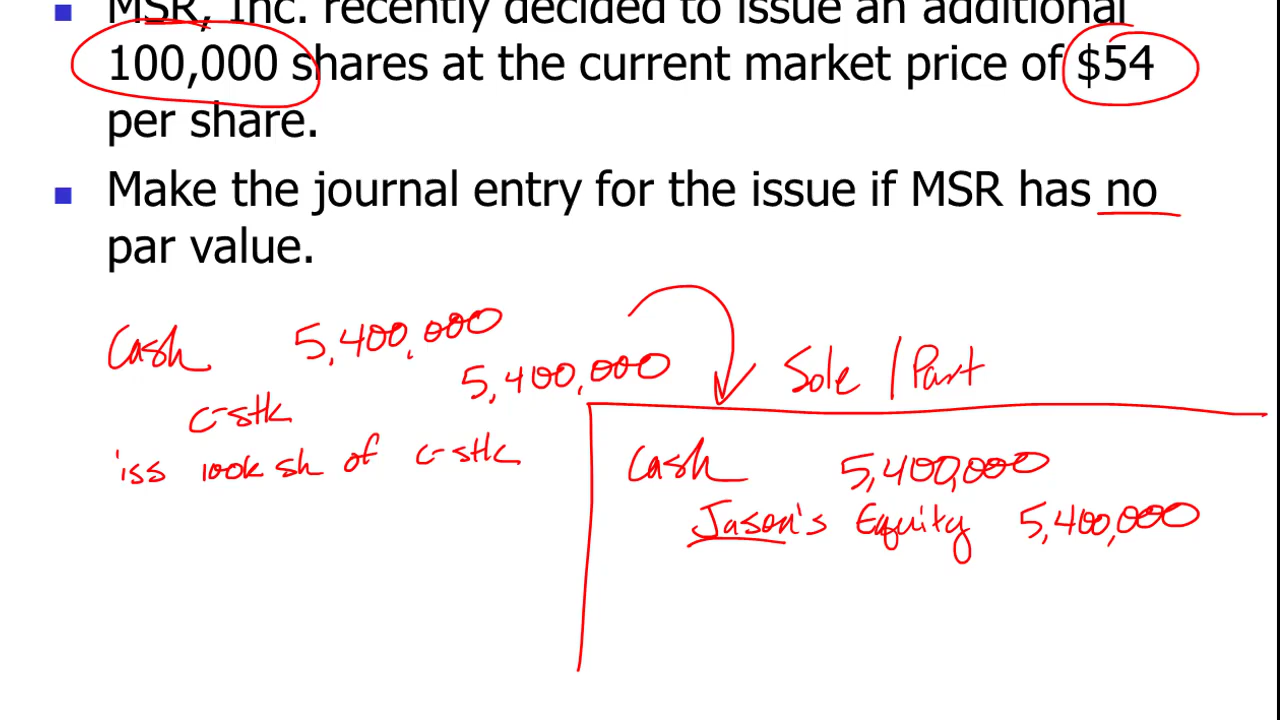 MSR, Inc. recently decided to issue an additional
100,000 shares at the current market price of $54
per share.
Make the journal entry for the issue if MSR has no
par value.
Cash 5,400,000
5,400,000
c-stk
iss 100k sh of c-stk
Sole / Part
Cash 5,400,000
Jason's Equity 5,400,000